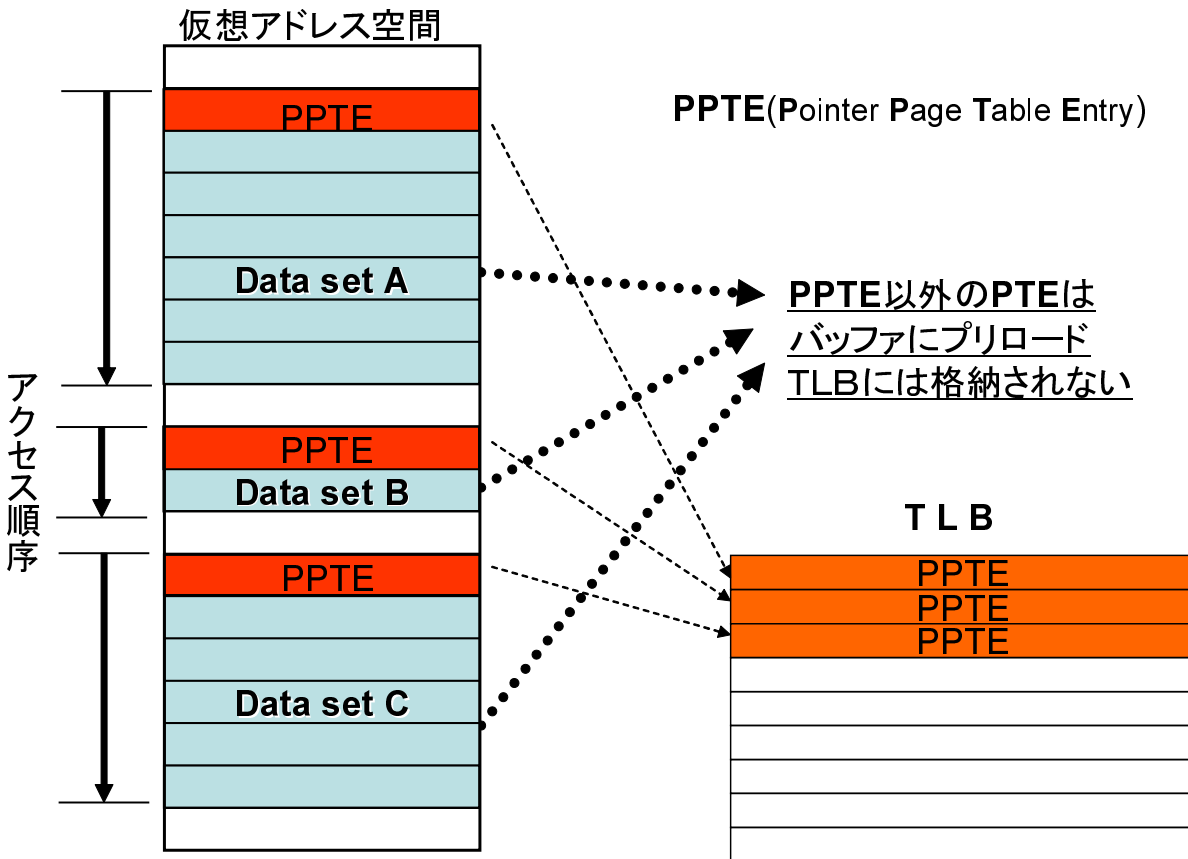 仮想アドレス空間
PPTE
PPTE(Pointer Page Table Entry)
Data set A
PPTE以外のPTEは
バッファにプリロード
ＴＬＢには格納されない
アクセス順序
PPTE
Data set B
PPTE
Data set C
T L B
PPTE
PPTE
PPTE